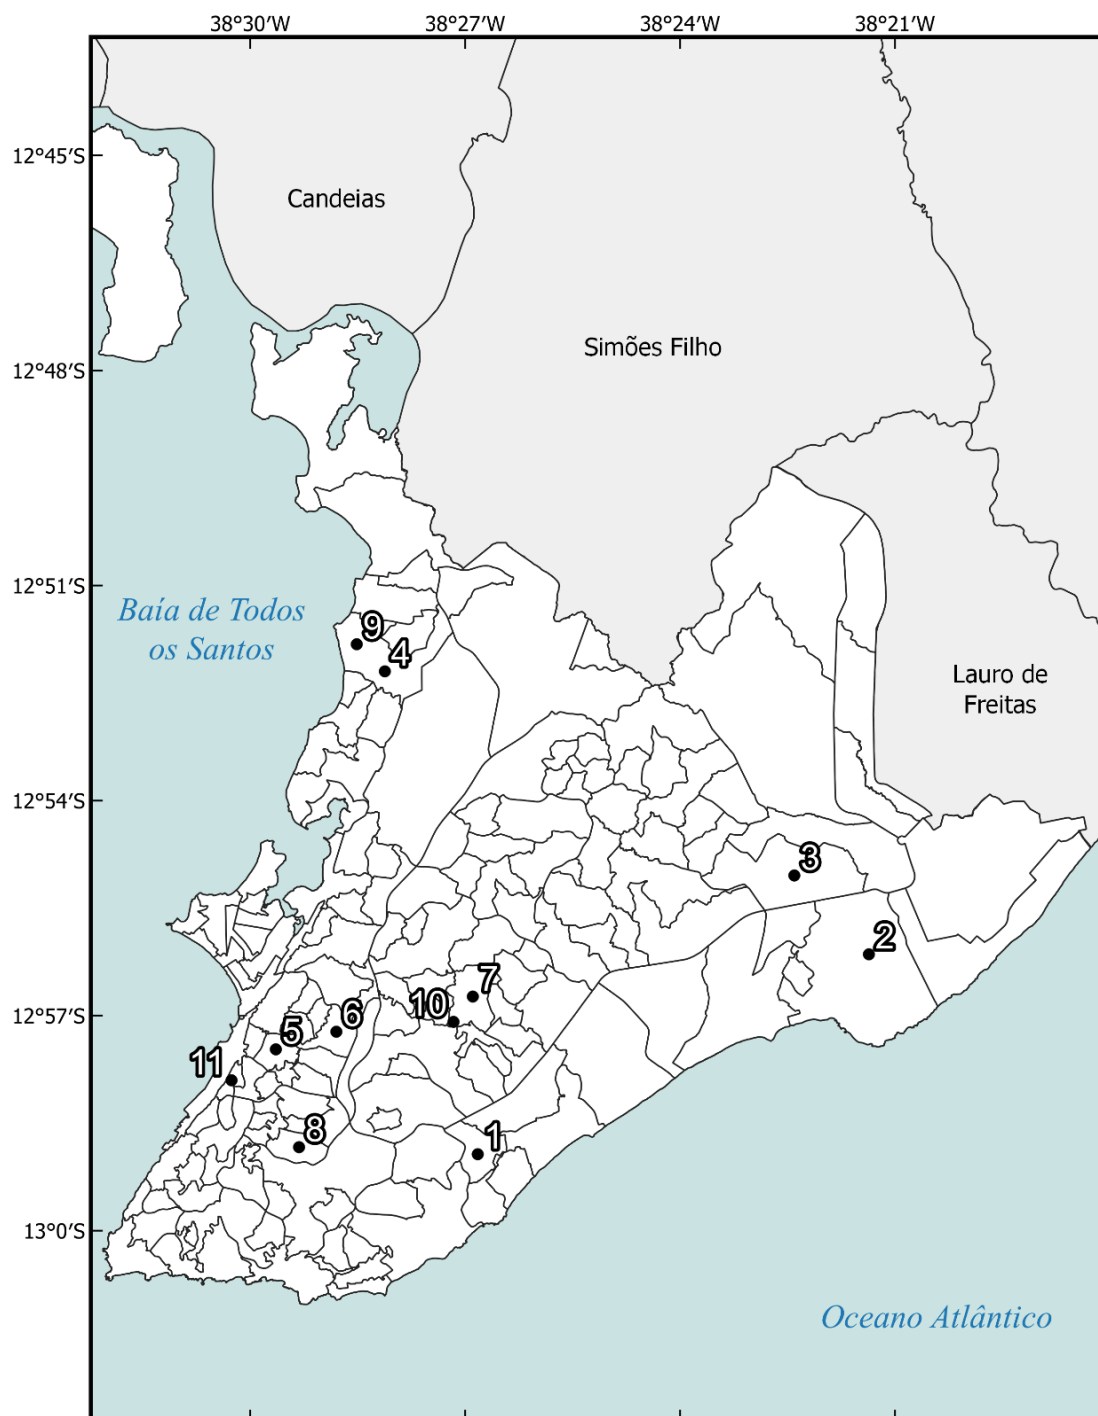 38°30′W 38°27′W 38°24′W 38°21′W
12°45′S
Candeias
Simões Filho
12°48′S
12°51′S
Baía de Todos
os Santos
9
4
Lauro de
Freitas
12°54′S
3
2
7
10
12°57′S
6
5
11
8
1
13°0′S
Oceano Atlântico